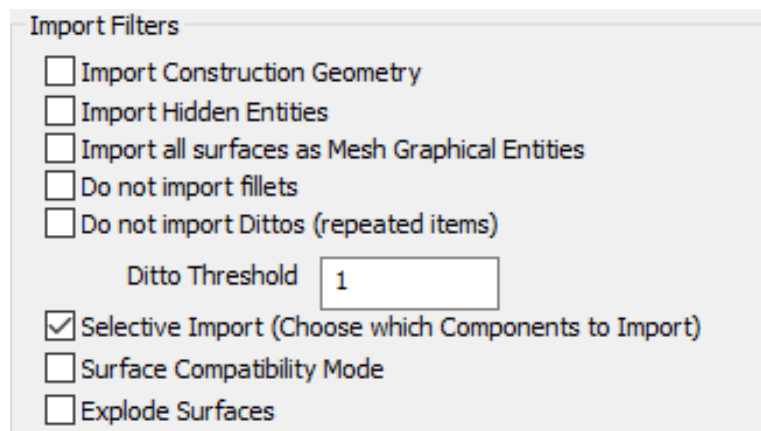 Import Filters
Import Construction Geometry
Import Hidden Entities
Import all surfaces as Mesh Graphical Entities
Do not import fillets
Do not import Dittos (repeated items)
Ditto Threshold 1
Selective Import (Choose which Components to Import)
Surface Compatibility Mode
Explode Surfaces